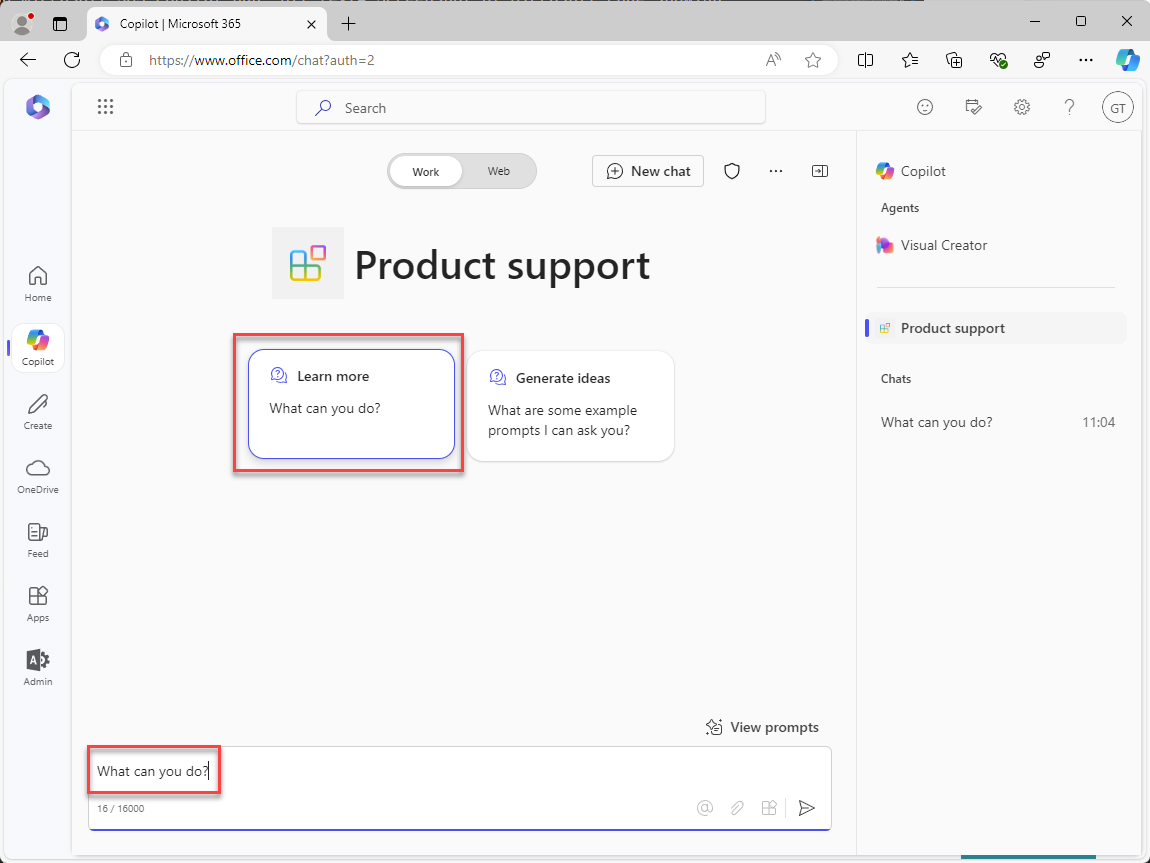 Copilot | Microsoft 365
https://www.office.com/chat?auth=2
Search
GT
Work
Web
New chat
Product support
Learn more
What can you do?
Generate ideas
What are some example
prompts I can ask you?
View prompts
What can you do?
16 / 16000
Home
Copilot
Create
OneDrive
Feed
Apps
Admin
Copilot
Agents
Visual Creator
Product support
Chats
What can you do? 11:04